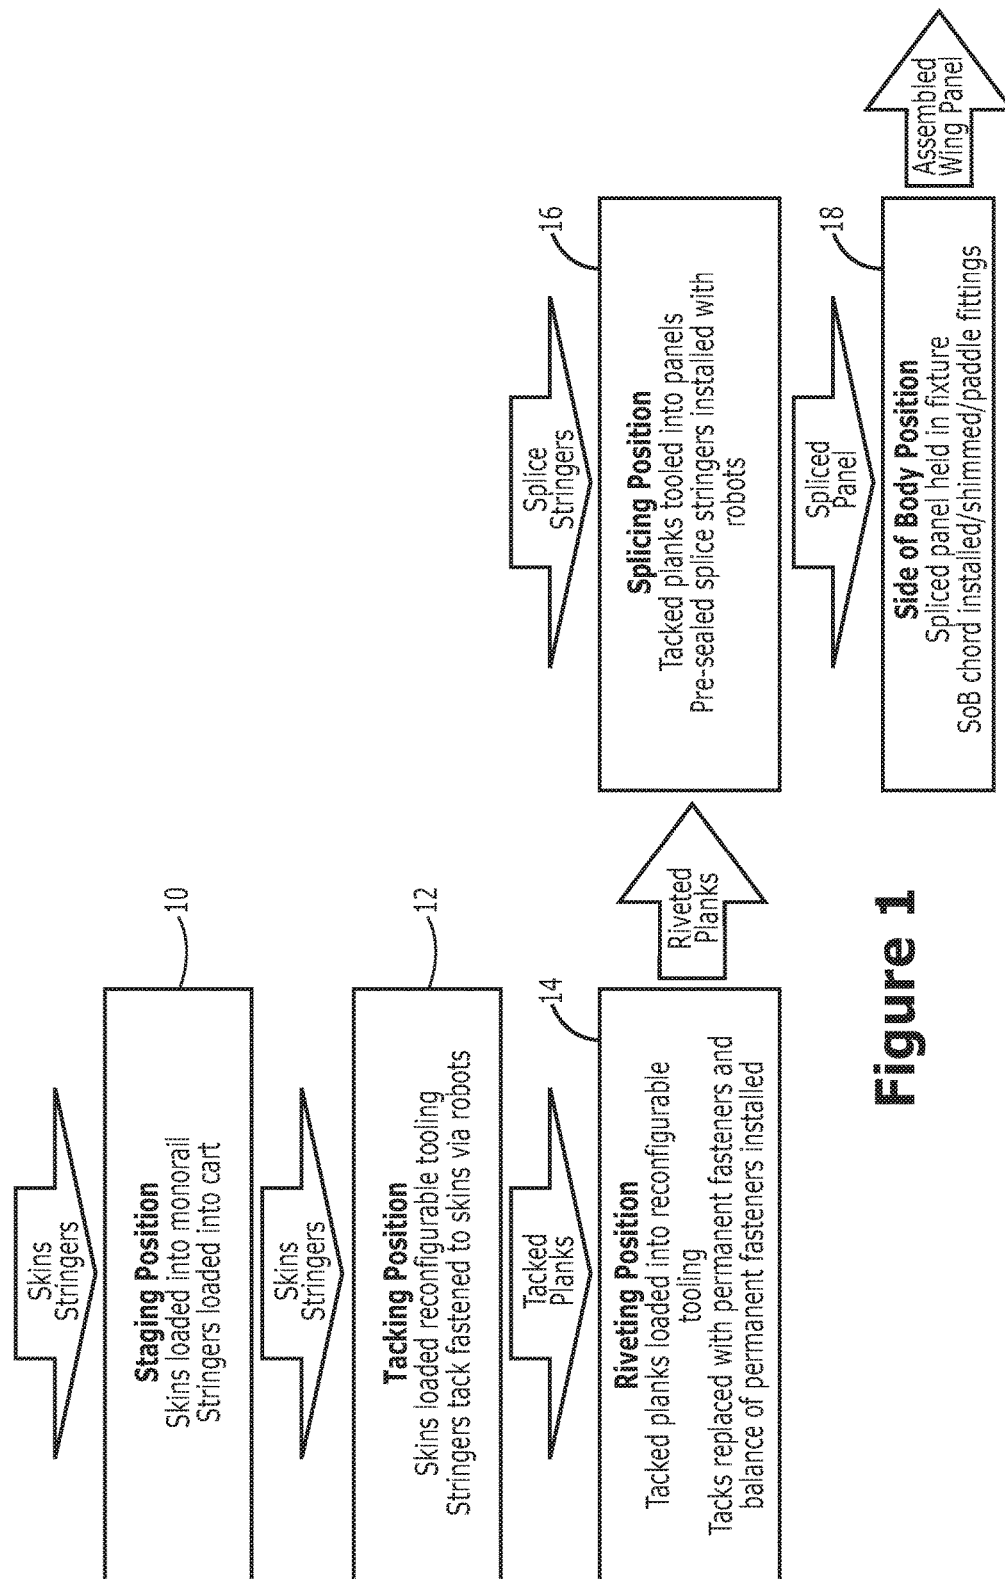 Skins
Stringers
10
Staging Position
Skins loaded into monorail
Stringers loaded into cart
Skins
Stringers
12
Tacking Position
Skins loaded reconfigurable tooling
Stringers tack fastened to skins via robots
Tacked
Planks
14
Riveting Position
Tacked planks loaded into reconfigurable
tooling
Tacks replaced with permanent fasteners and
balance of permanent fasteners installed
Riveted
Planks
Splice
Stringers
16
Splicing Position
Tacked planks tooled into panels
Pre-sealed splice stringers installed with
robots
Spliced
Panel
18
Side of Body Position
Spliced panel held in fixture
SoB chord installed/shimmed/paddle fittings
Assembled
Wing Panel
Figure 1